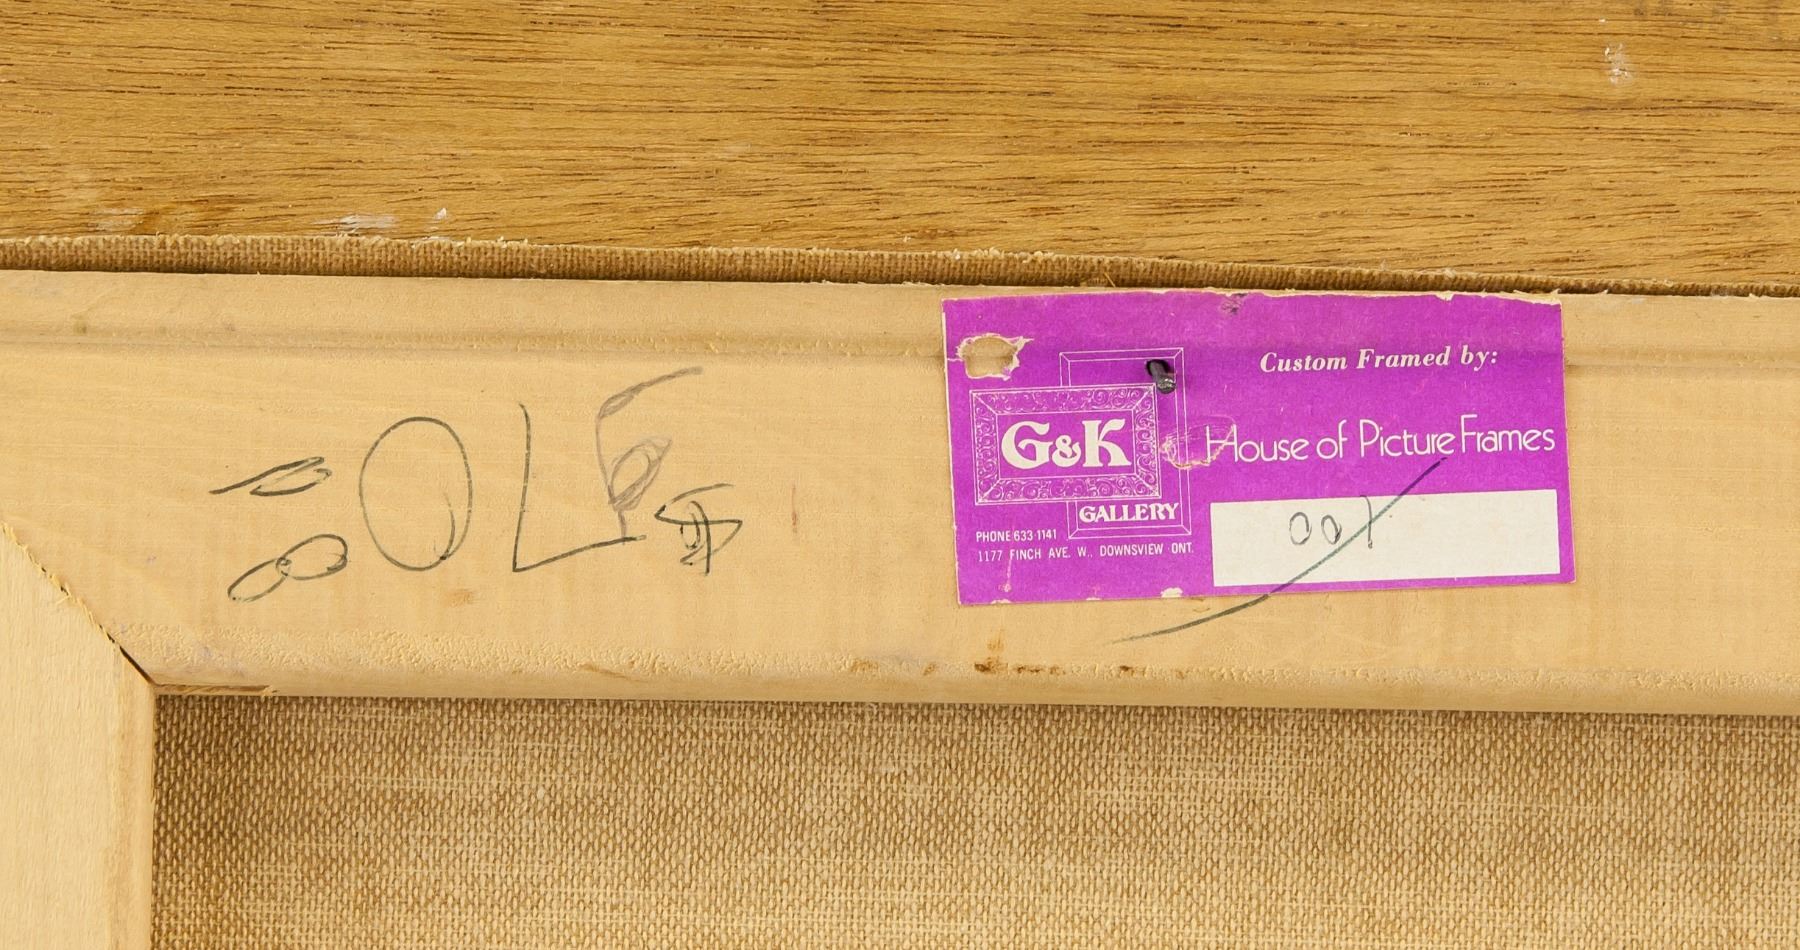 Custom Framed by:
G&K
House of Picture Frames
GALLERY
PHONE 633 1141
1177 FINCH AVE. W., DOWNSVIEW ONT.
001